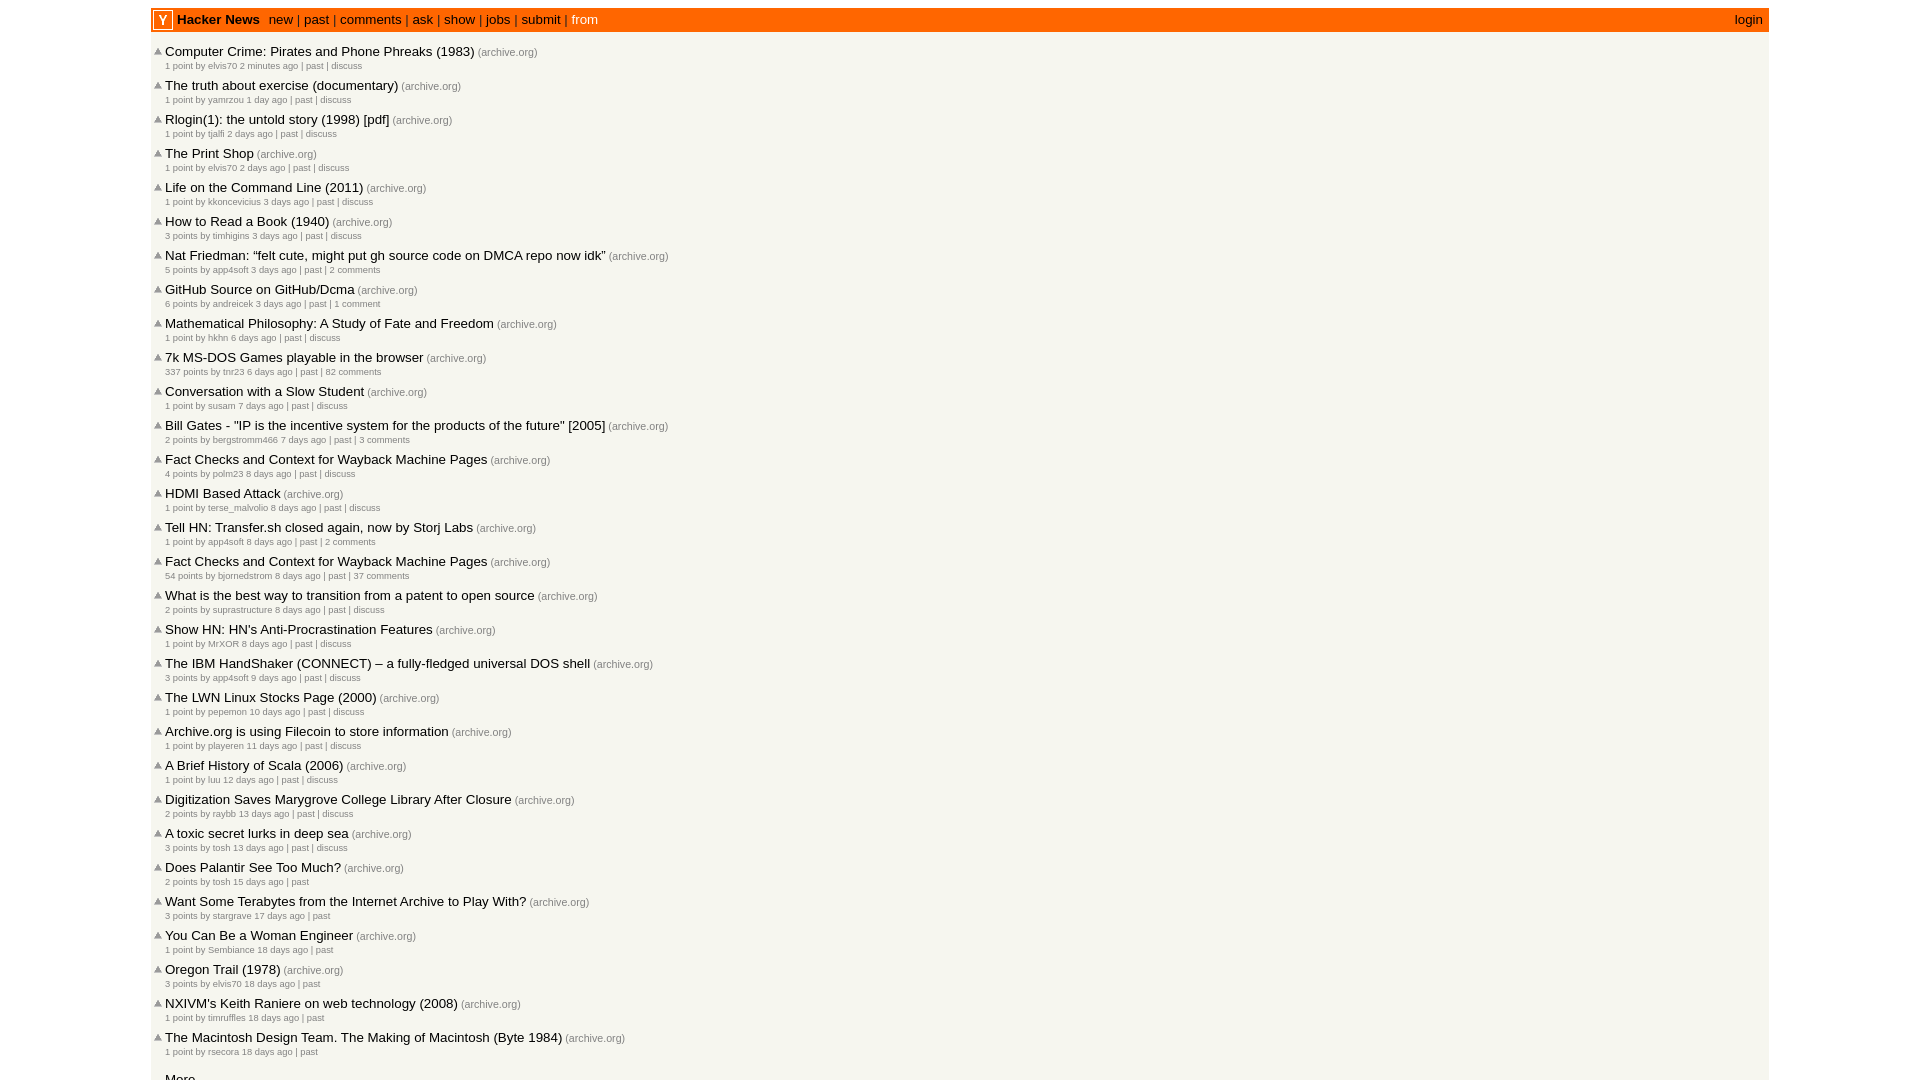 Y Hacker News new | past | comments | ask | show | jobs | submit | from login
Computer Crime: Pirates and Phone Phreaks (1983) (archive.org)
1 point by elvis70 2 minutes ago | past | discuss
The truth about exercise (documentary) (archive.org)
1 point by yamrzou 1 day ago | past | discuss
Rlogin(1): the untold story (1998) [pdf] (archive.org)
1 point by tjalfi 2 days ago | past | discuss
The Print Shop (archive.org)
1 point by elvis70 2 days ago | past | discuss
Life on the Command Line (2011) (archive.org)
1 point by kkoncevicius 3 days ago | past | discuss
How to Read a Book (1940) (archive.org)
3 points by timhigins 3 days ago | past | discuss
Nat Friedman: “felt cute, might put gh source code on DMCA repo now idk” (archive.org)
5 points by app4soft 3 days ago | past | 2 comments
GitHub Source on GitHub/Dcma (archive.org)
6 points by andreicek 3 days ago | past | 1 comment
Mathematical Philosophy: A Study of Fate and Freedom (archive.org)
1 point by hkhn 6 days ago | past | discuss
7k MS-DOS Games playable in the browser (archive.org)
337 points by tnr23 6 days ago | past | 82 comments
Conversation with a Slow Student (archive.org)
1 point by susam 7 days ago | past | discuss
Bill Gates - "IP is the incentive system for the products of the future" [2005] (archive.org)
2 points by bergstromm466 7 days ago | past | 3 comments
Fact Checks and Context for Wayback Machine Pages (archive.org)
4 points by polm23 8 days ago | past | discuss
HDMI Based Attack (archive.org)
1 point by terse_malvolio 8 days ago | past | discuss
Tell HN: Transfer.sh closed again, now by Storj Labs (archive.org)
1 point by app4soft 8 days ago | past | 2 comments
Fact Checks and Context for Wayback Machine Pages (archive.org)
54 points by bjornedstrom 8 days ago | past | 37 comments
What is the best way to transition from a patent to open source (archive.org)
2 points by suprastructure 8 days ago | past | discuss
Show HN: HN's Anti-Procrastination Features (archive.org)
1 point by MrXOR 8 days ago | past | discuss
The IBM HandShaker (CONNECT) – a fully-fledged universal DOS shell (archive.org)
3 points by app4soft 9 days ago | past | discuss
The LWN Linux Stocks Page (2000) (archive.org)
1 point by pepemon 10 days ago | past | discuss
Archive.org is using Filecoin to store information (archive.org)
1 point by playeren 11 days ago | past | discuss
A Brief History of Scala (2006) (archive.org)
1 point by luu 12 days ago | past | discuss
Digitization Saves Marygrove College Library After Closure (archive.org)
2 points by raybb 13 days ago | past | discuss
A toxic secret lurks in deep sea (archive.org)
3 points by tosh 13 days ago | past | discuss
Does Palantir See Too Much? (archive.org)
2 points by tosh 15 days ago | past
Want Some Terabytes from the Internet Archive to Play With? (archive.org)
3 points by stargrave 17 days ago | past
You Can Be a Woman Engineer (archive.org)
1 point by Sembiance 18 days ago | past
Oregon Trail (1978) (archive.org)
3 points by elvis70 18 days ago | past
NXIVM's Keith Raniere on web technology (2008) (archive.org)
1 point by timruffles 18 days ago | past
The Macintosh Design Team. The Making of Macintosh (Byte 1984) (archive.org)
1 point by rsecora 18 days ago | past
More